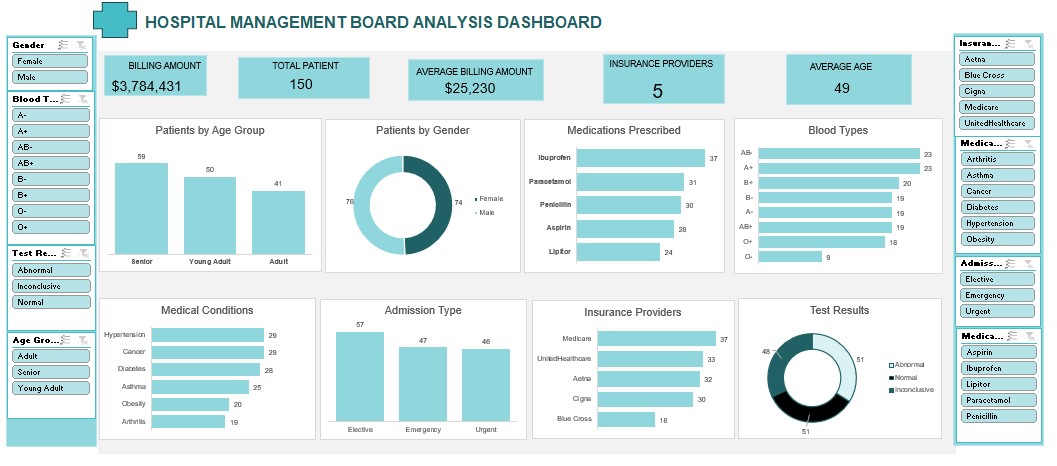 HOSPITAL MANAGEMENT BOARD ANALYSIS DASHBOARD
Gender
Female
Male
Blood T...
A-
A+
AB-
AB+
B-
B+
O-
O+
Test Re...
Abnormal
Inconclusive
Normal
Age Gro...
Adult
Senior
Young Adult
BILLING AMOUNT
$3,784,431
TOTAL PATIENT
150
AVERAGE BILLING AMOUNT
$25,230
INSURANCE PROVIDERS
5
AVERAGE AGE
49
Patients by Age Group
59
50
41
Senior Young Adult Adult
Patients by Gender
76
74
Female
Male
Medications Prescribed
Ibuprofen 37
Paracetamol 31
Penicillin 30
Aspirin 28
Lipitor 24
Blood Types
AB- 23
A+ 23
B+ 20
B- 19
A- 19
AB+ 19
O+ 18
O- 9
Medical Conditions
Hypertension 29
Cancer 29
Diabetes 28
Asthma 25
Obesity 20
Arthritis 19
Admission Type
57
47
46
Elective Emergency Urgent
Insurance Providers
Medicare 37
UnitedHealthcare 33
Aetna 32
Cigna 30
Blue Cross 18
Test Results
48
51
51
Abnormal
Normal
Inconclusive
Insuran...
Aetna
Blue Cross
Cigna
Medicare
UnitedHealthcare
Medica...
Arthritis
Asthma
Cancer
Diabetes
Hypertension
Obesity
Admiss...
Elective
Emergency
Urgent
Medica...
Aspirin
Ibuprofen
Lipitor
Paracetamol
Penicillin